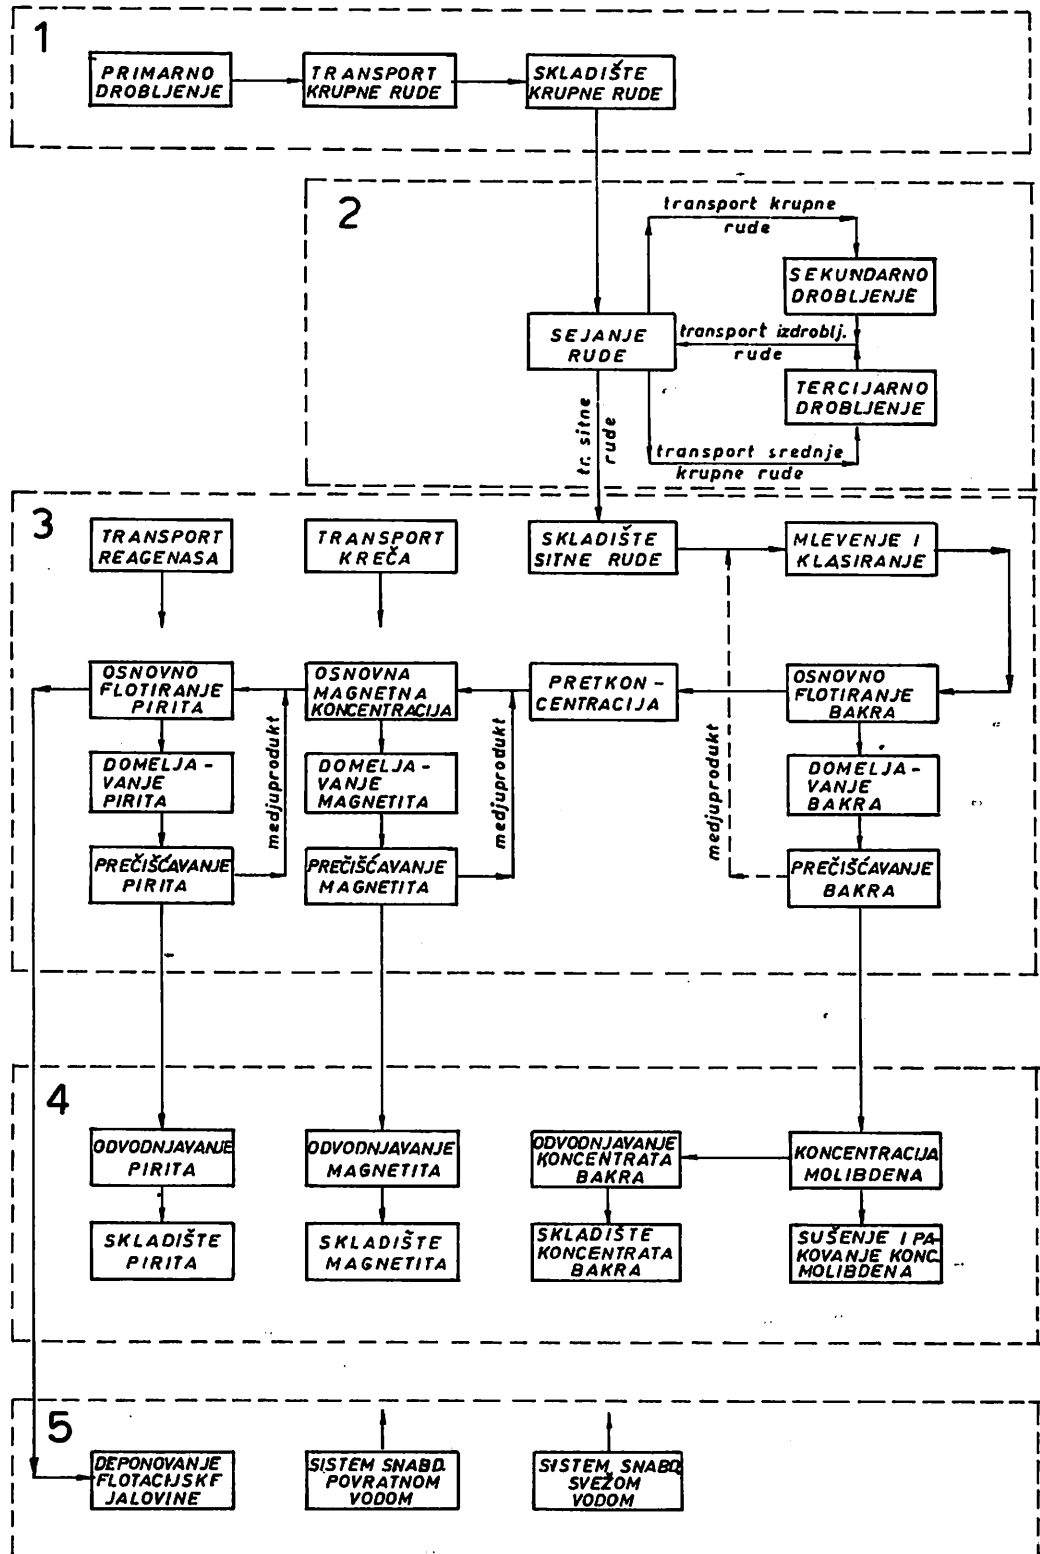 1
PRIMARNO
DROBLJENJE
TRANSPORT
KRUPNE RUDE
SKLADIŠTE
KRUPNE RUDE
2
transport krupne
rude
SEKUNDARNO
DROBLJENJE
SEJANJE
RUDE
transport izdroblj.
rude
TERCIJARNO
DROBLJENJE
tr. sitne
rude
transport srednje
krupne rude
3
TRANSPORT
REAGENASA
TRANSPORT
KREČA
SKLADIŠTE
SITNE RUDE
MLEVENJE I
KLASIRANJE
OSNOVNO
FLOTIRANJE
PIRITA
OSNOVNA
MAGNETNA
KONCENTRACIJA
PRETKON-
CENTRACIJA
OSNOVNO
FLOTIRANJE
BAKRA
medjuprodukt
medjuprodukt
medjuprodukt
DOMELJA-
VANJE
PIRITA
DOMELJA-
VANJE
MAGNETITA
DOMELJA-
VANJE
BAKRA
PREČIŠĆAVANJE
PIRITA
PREČIŠĆAVANJE
MAGNETITA
PREČIŠĆAVANJE
BAKRA
4
ODVODNJAVANJE
PIRITA
ODVODNJAVANJE
MAGNETITA
ODVODNJAVANJE
KONCENTRATA
BAKRA
KONCENTRACIJA
MOLIBDENA
SKLADIŠTE
PIRITA
SKLADIŠTE
MAGNETITA
SKLADIŠTE
KONCENTRATA
BAKRA
SUŠENJE I PA-
KOVANJE KONC.
MOLIBDENA
5
DEPONOVANJE
FLOTACIJSKE
JALOVINE
SISTEM SNABD.
POVRATNOM
VODOM
SISTEM SNABD.
SVEŽOM
VODOM